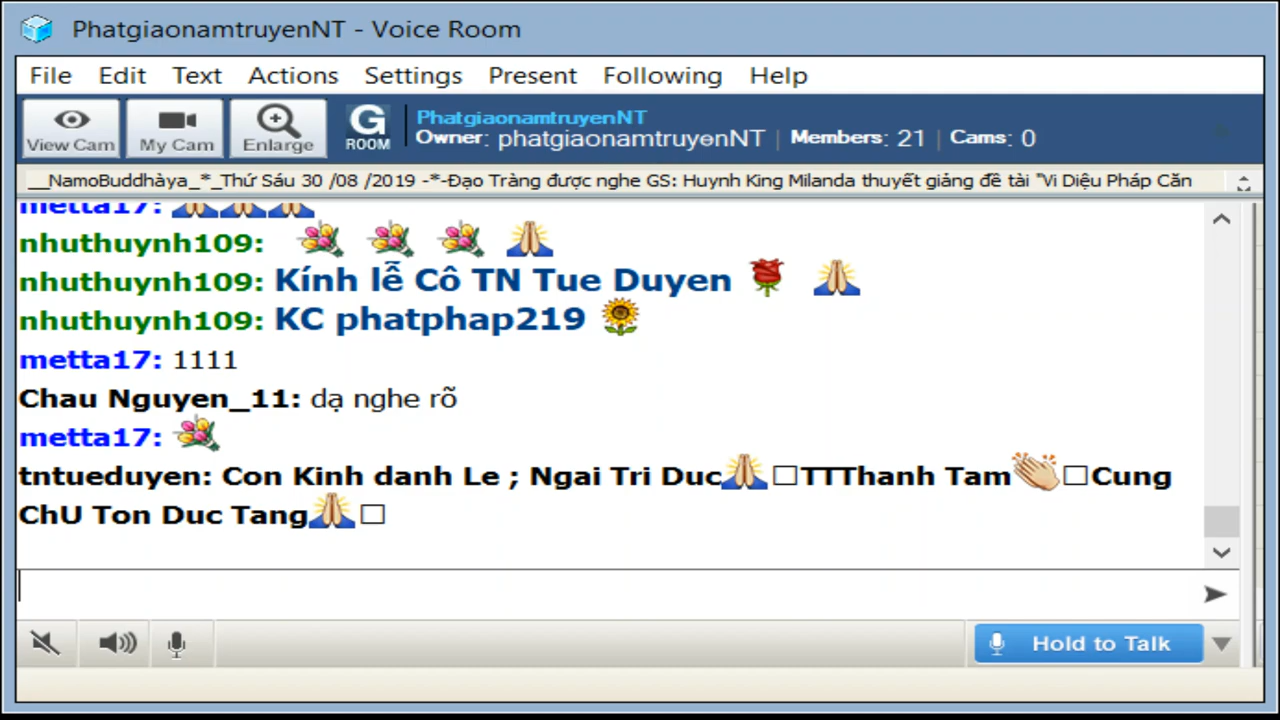 PhatgiaonamtruyenNT - Voice Room
File Edit Text Actions Settings Present Following Help
View Cam My Cam Enlarge G ROOM
PhatgiaonamtruyenNT
Owner: phatgiaonamtruyenNT | Members: 21 | Cams: 0
__NamoBuddhàya_*_Thứ Sáu 30 /08 /2019 -*-Đạo Tràng được nghe GS: Huynh King Milanda thuyết giảng đề tài "Vi Diệu Pháp Căn
metta17:
nhuthuynh109:
nhuthuynh109: Kính lễ Cô TN Tue Duyen
nhuthuynh109: KC phatphap219
metta17: 1111
Chau Nguyen_11: dạ nghe rõ
metta17:
tntueduyen: Con Kinh danh Le ; Ngai Tri Duc🙏□TTThanh Tam👏□Cung
ChU Ton Duc Tang🙏□
Hold to Talk